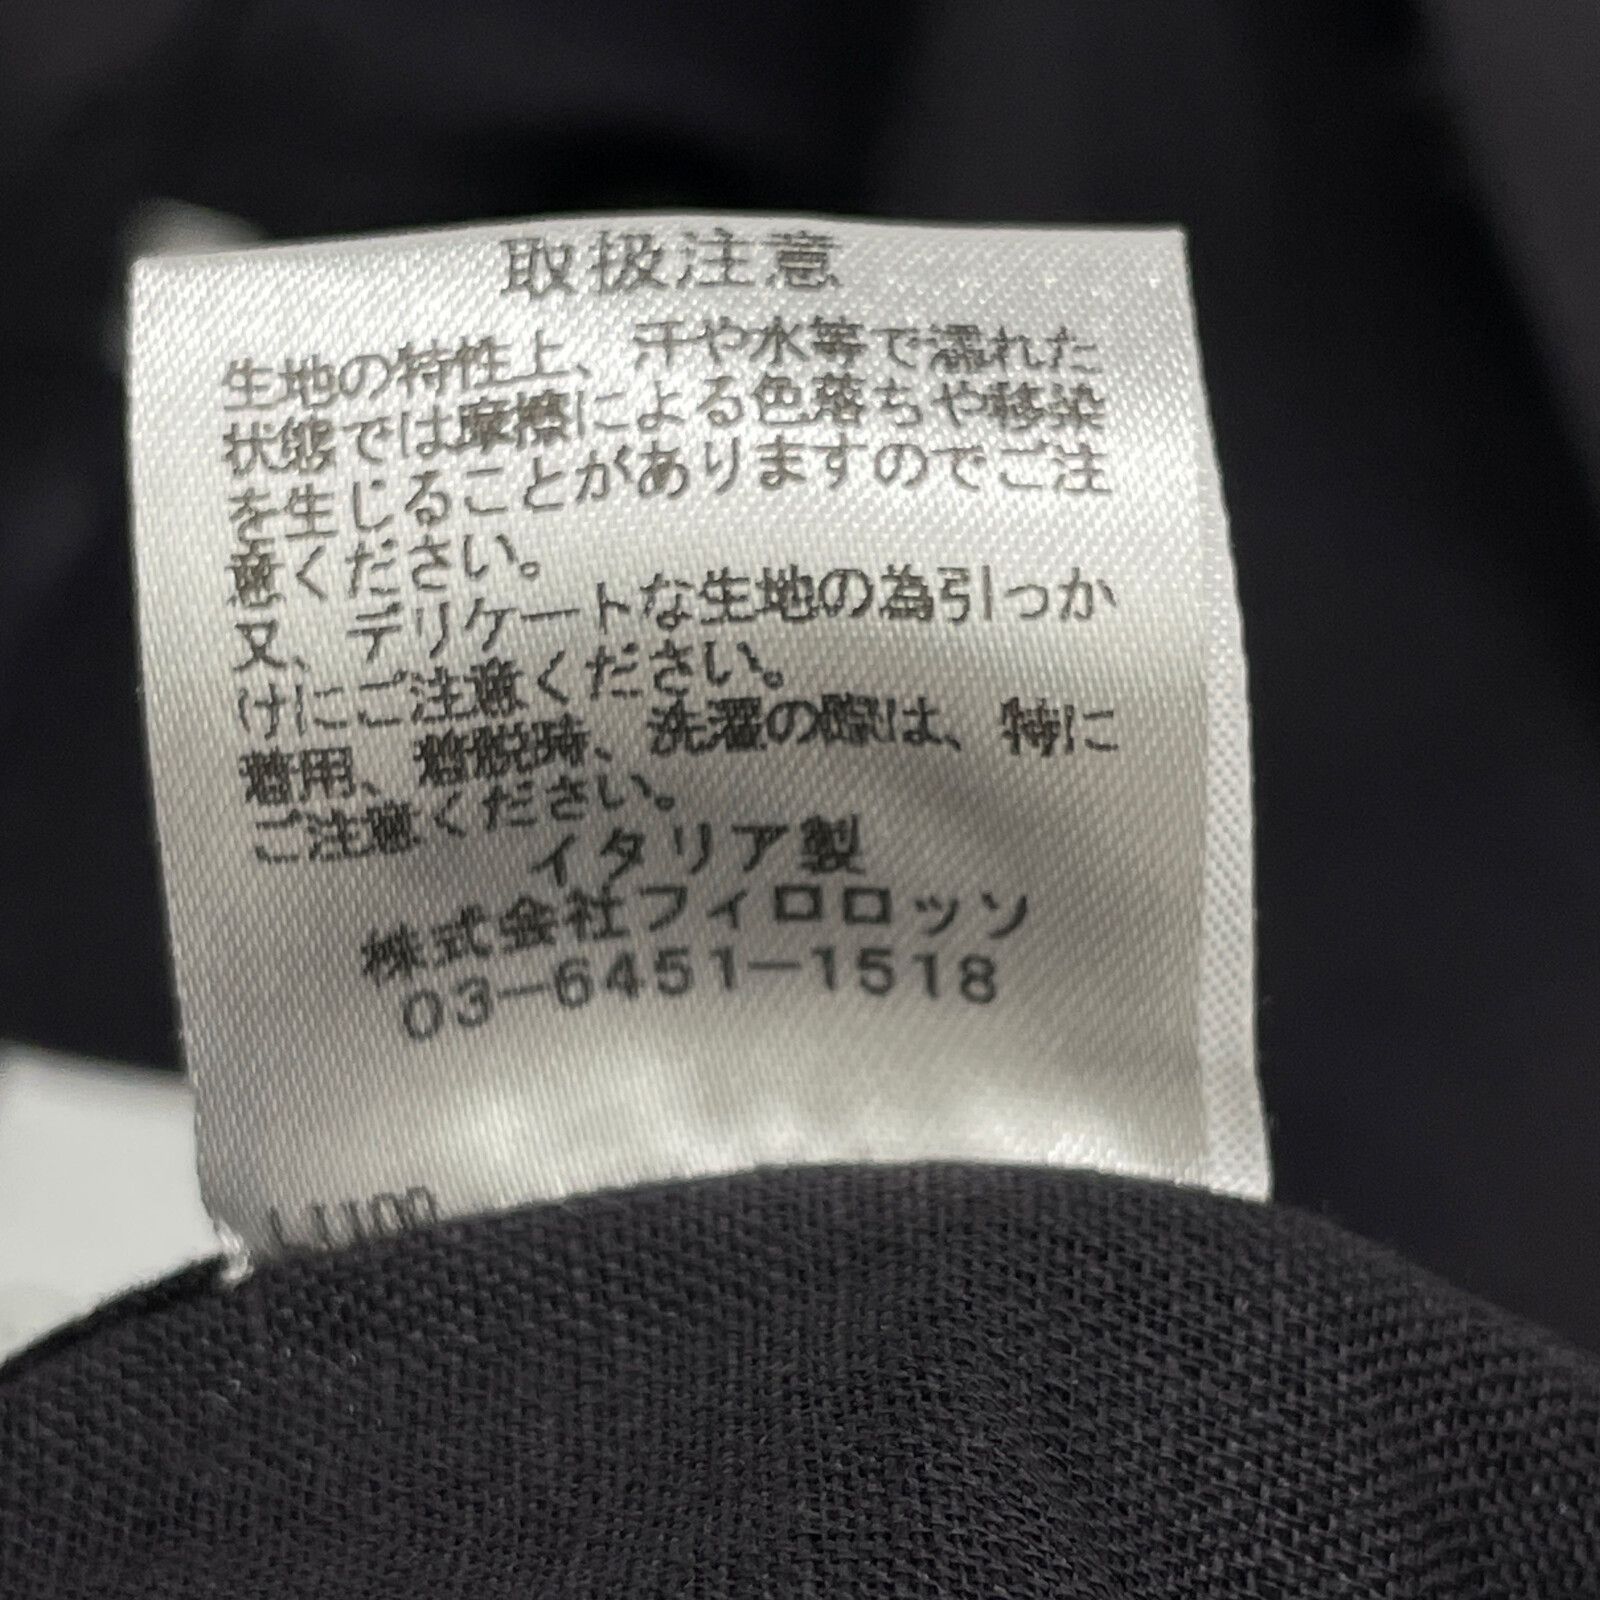 取扱注意
生地の特性上、汗や水等で濡れた
状態では摩擦による色落ちや移染
を生じることがありますのでご注
意ください。
又、デリケートな生地の為引っか
けにご注意ください。
着用、着脱時、洗濯の際は、特に
ご注意ください。
イタリア製
株式会社フィロロッソ
03-6451-1518